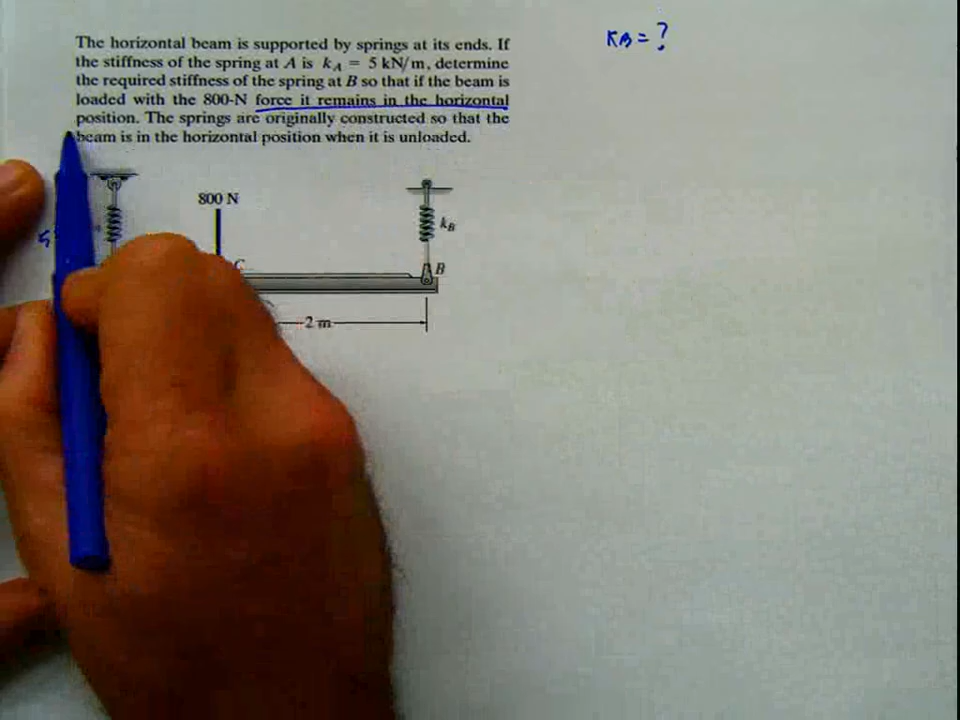 The horizontal beam is supported by springs at its ends. If
the stiffness of the spring at A is kA = 5 kN/m, determine
the required stiffness of the spring at B so that if the beam is
loaded with the 800-N force it remains in the horizontal
position. The springs are originally constructed so that the
beam is in the horizontal position when it is unloaded.
KB = ?
800 N
kB
5
C
B
2 m